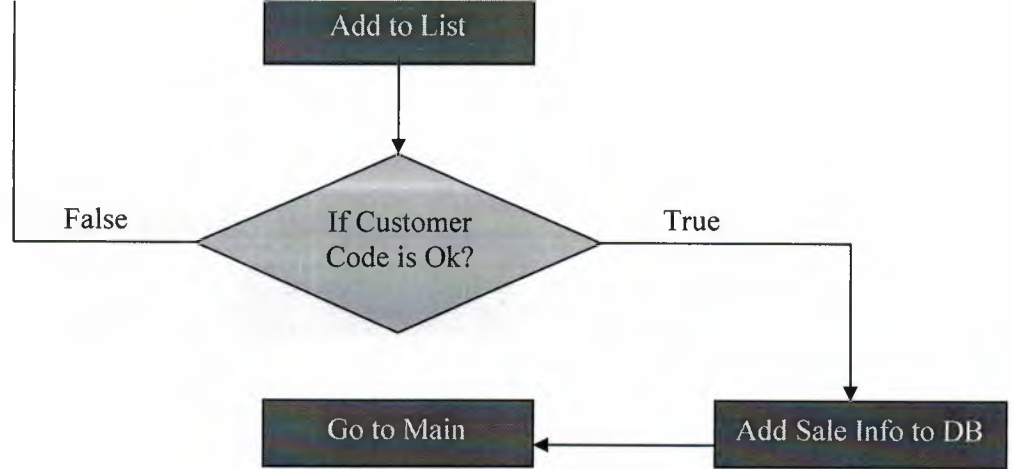 Add to List
False
If Customer
Code is Ok?
True
Go to Main
Add Sale Info to DB